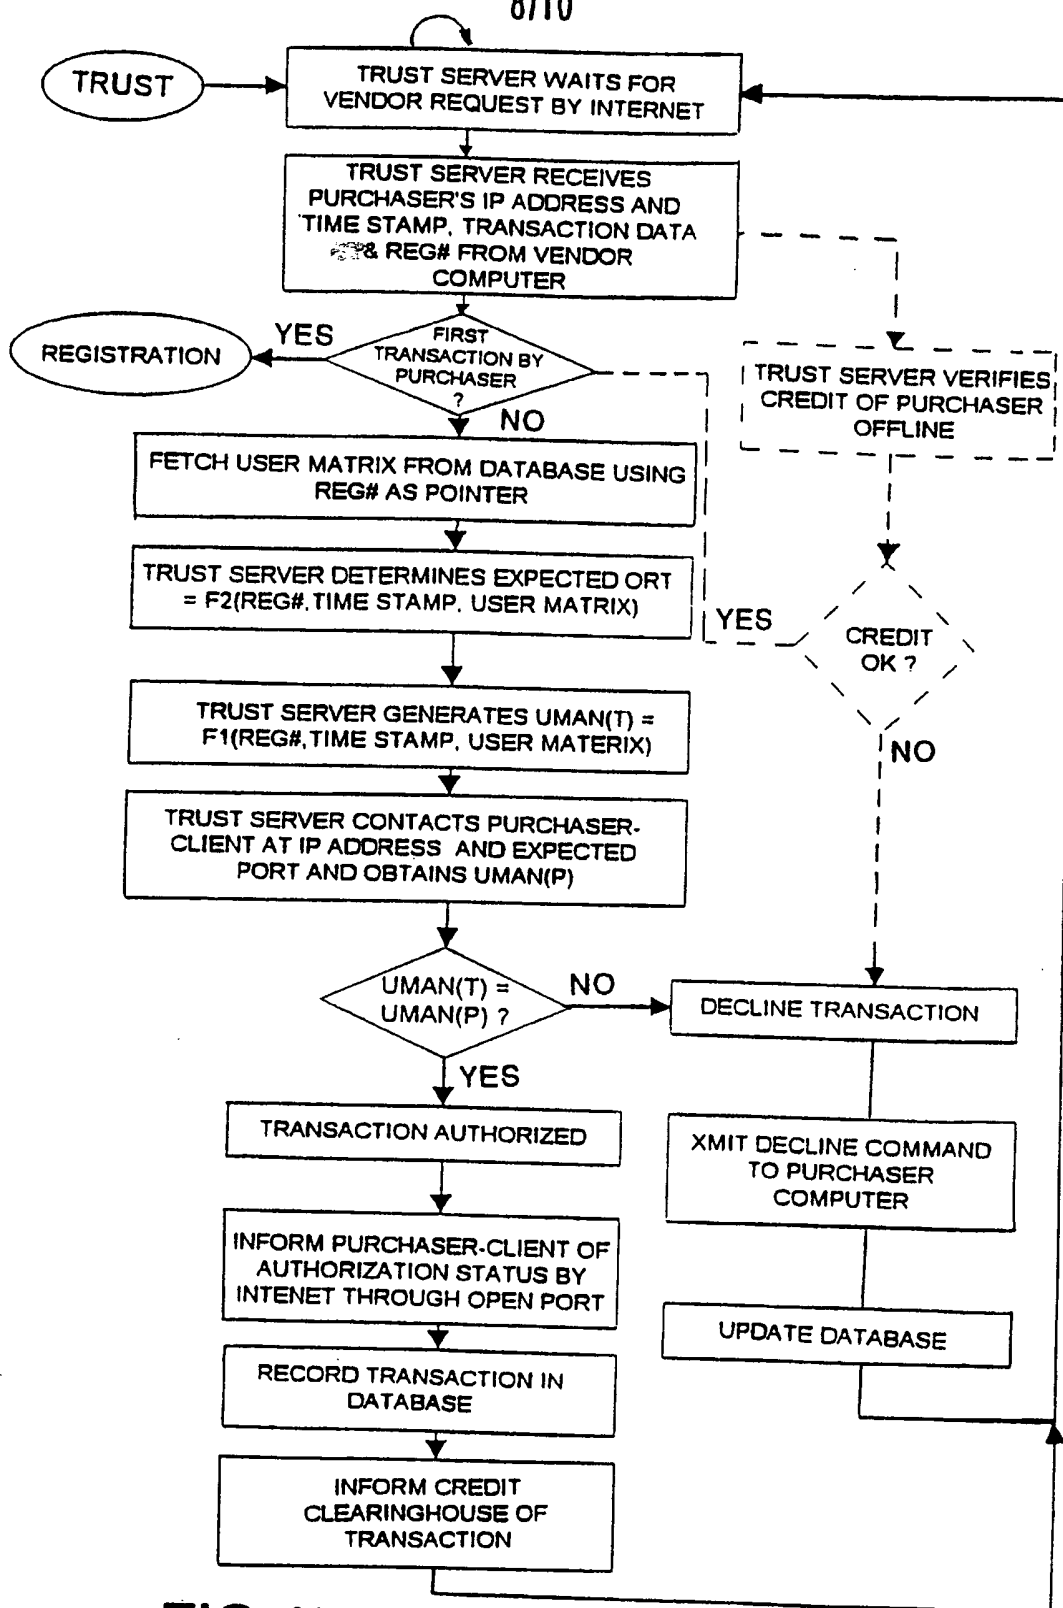 8/10
TRUST
TRUST SERVER WAITS FOR
VENDOR REQUEST BY INTERNET
TRUST SERVER RECEIVES
PURCHASER'S IP ADDRESS AND
TIME STAMP, TRANSACTION DATA
& REG# FROM VENDOR
COMPUTER
REGISTRATION
YES
FIRST
TRANSACTION BY
PURCHASER
?
NO
TRUST SERVER VERIFIES
CREDIT OF PURCHASER
OFFLINE
FETCH USER MATRIX FROM DATABASE USING
REG# AS POINTER
TRUST SERVER DETERMINES EXPECTED ORT
= F2(REG#,TIME STAMP, USER MATRIX)
YES
CREDIT
OK ?
NO
TRUST SERVER GENERATES UMAN(T) =
F1(REG#,TIME STAMP, USER MATERIX)
TRUST SERVER CONTACTS PURCHASER-
CLIENT AT IP ADDRESS AND EXPECTED
PORT AND OBTAINS UMAN(P)
UMAN(T) =
UMAN(P) ?
NO
DECLINE TRANSACTION
YES
TRANSACTION AUTHORIZED
XMIT DECLINE COMMAND
TO PURCHASER
COMPUTER
INFORM PURCHASER-CLIENT OF
AUTHORIZATION STATUS BY
INTENET THROUGH OPEN PORT
UPDATE DATABASE
RECORD TRANSACTION IN
DATABASE
INFORM CREDIT
CLEARINGHOUSE OF
TRANSACTION